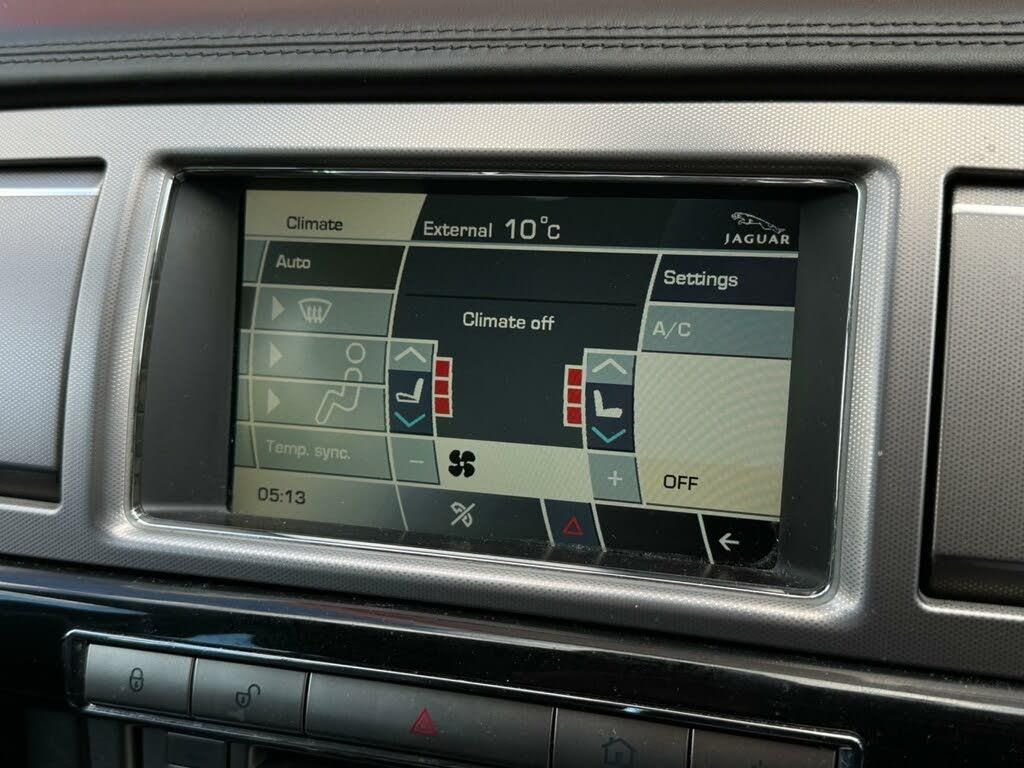 Climate
External 10°C
JAGUAR
Auto
Settings
Climate off
A/C
Temp. sync.
-
+
OFF
05:13